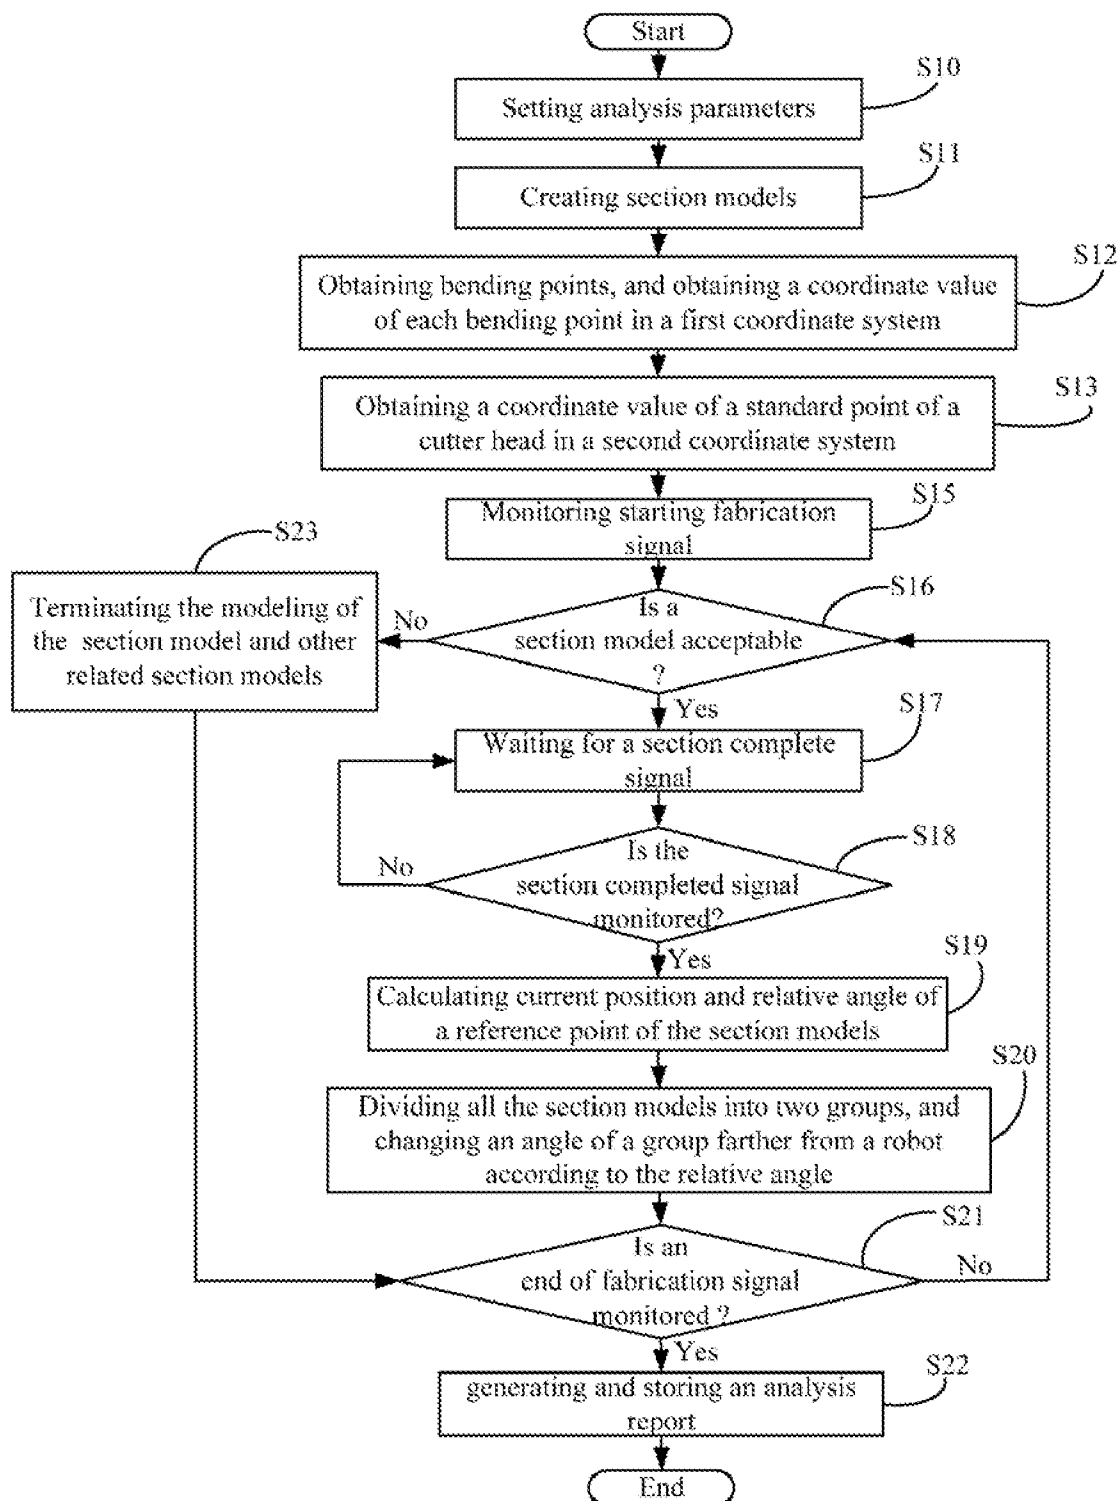 Start
S10
Setting analysis parameters
S11
Creating section models
S12
Obtaining bending points, and obtaining a coordinate value
of each bending point in a first coordinate system
S13
Obtaining a coordinate value of a standard point of a
cutter head in a second coordinate system
S15
Monitoring starting fabrication
signal
S23
Terminating the modeling of
the section model and other
related section models
No
S16
Is a
section model acceptable
?
Yes
S17
Waiting for a section complete
signal
S18
No
Is the
section completed signal
monitored?
Yes
S19
Calculating current position and relative angle of
a reference point of the section models
S20
Dividing all the section models into two groups, and
changing an angle of a group farther from a robot
according to the relative angle
S21
Is an
end of fabrication signal
monitored ?
No
Yes
S22
generating and storing an analysis
report
End